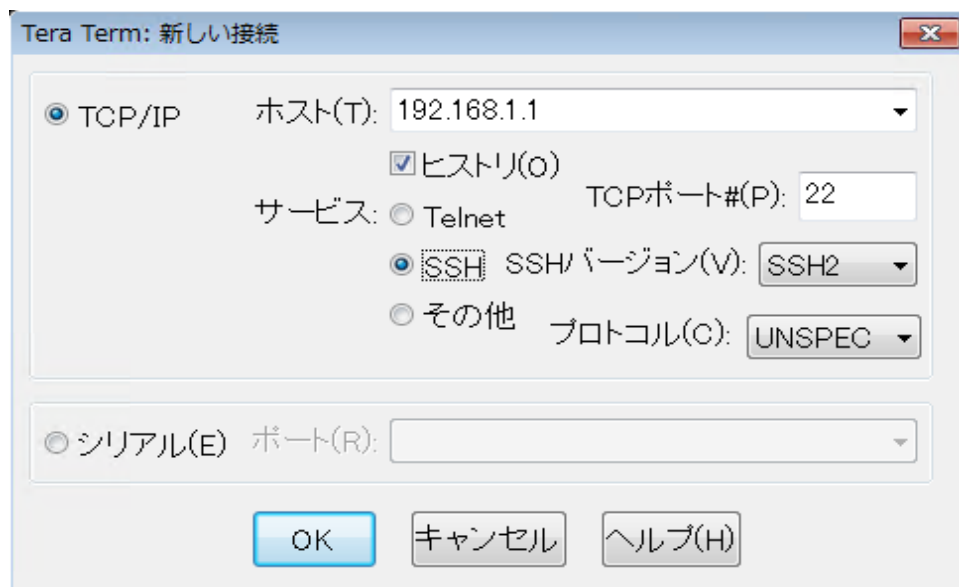 Tera Term: 新しい接続
TCP/IP ホスト(T): 192.168.1.1
ヒストリ(O)
サービス: Telnet TCPポート#(P): 22
SSH SSHバージョン(V): SSH2
その他 プロトコル(C): UNSPEC
シリアル(E) ポート(R):
OK キャンセル ヘルプ(H)